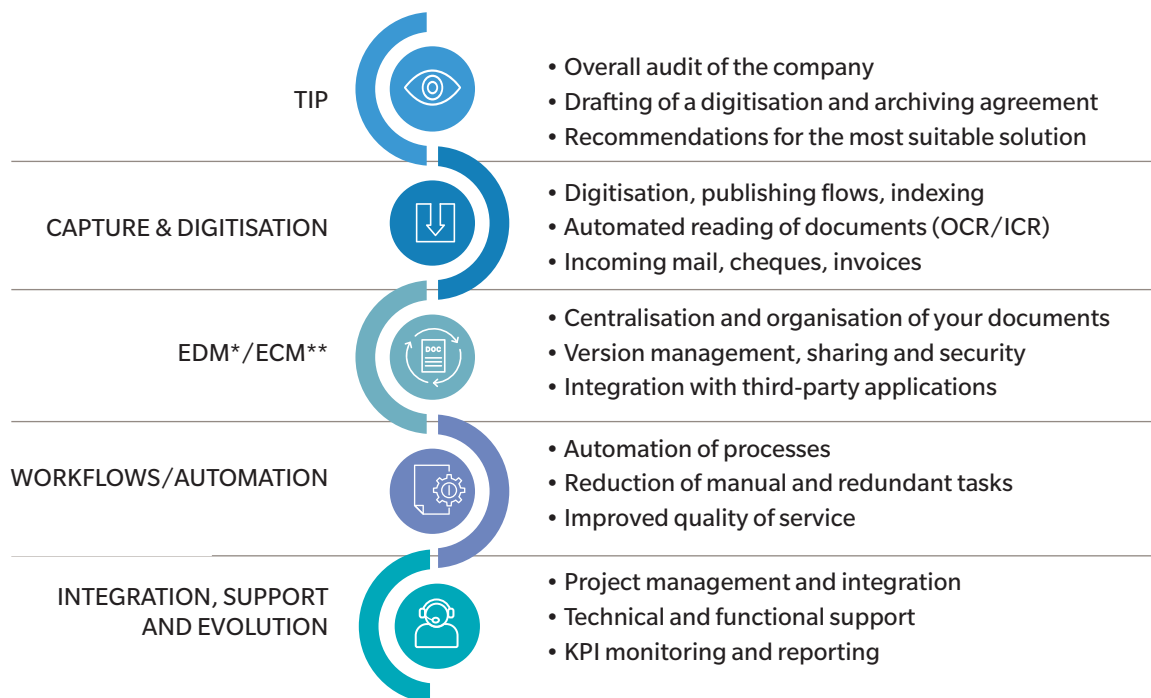 TIP
• Overall audit of the company
• Drafting of a digitisation and archiving agreement
• Recommendations for the most suitable solution
CAPTURE & DIGITISATION
• Digitisation, publishing flows, indexing
• Automated reading of documents (OCR/ICR)
• Incoming mail, cheques, invoices
EDM*/ECM**
DOC
• Centralisation and organisation of your documents
• Version management, sharing and security
• Integration with third-party applications
WORKFLOWS/AUTOMATION
• Automation of processes
• Reduction of manual and redundant tasks
• Improved quality of service
INTEGRATION, SUPPORT
AND EVOLUTION
• Project management and integration
• Technical and functional support
• KPI monitoring and reporting